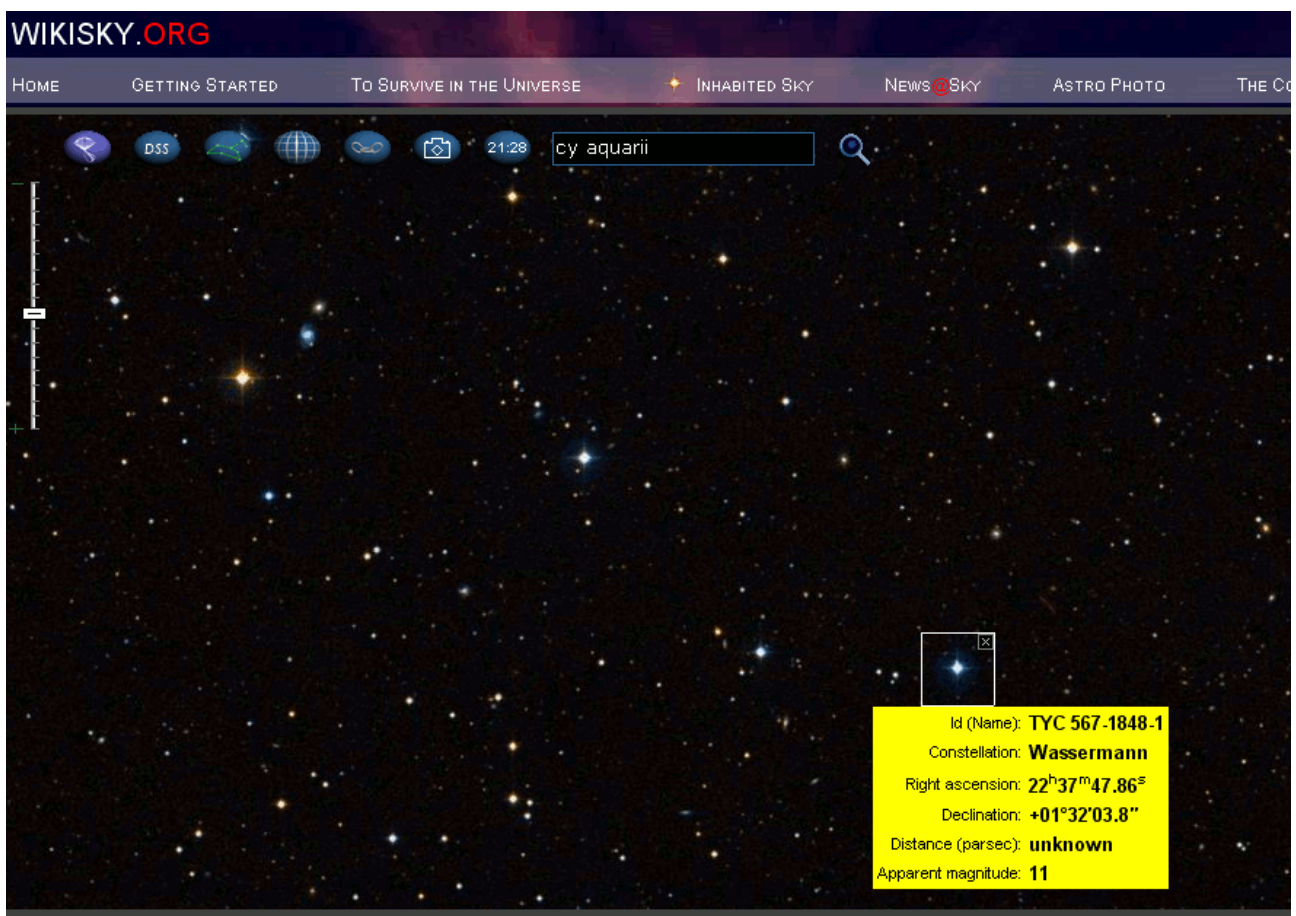 WIKISKY.ORG
HOME GETTING STARTED TO SURVIVE IN THE UNIVERSE INHABITED SKY NEWS@SKY ASTRO PHOTO THE CO
DSS 21:28 cy aquarii
Id (Name): TYC 567-1848-1
Constellation: Wassermann
Right ascension: 22ʰ37ᵐ47.86ˢ
Declination: +01°32'03.8"
Distance (parsec): unknown
Apparent magnitude: 11